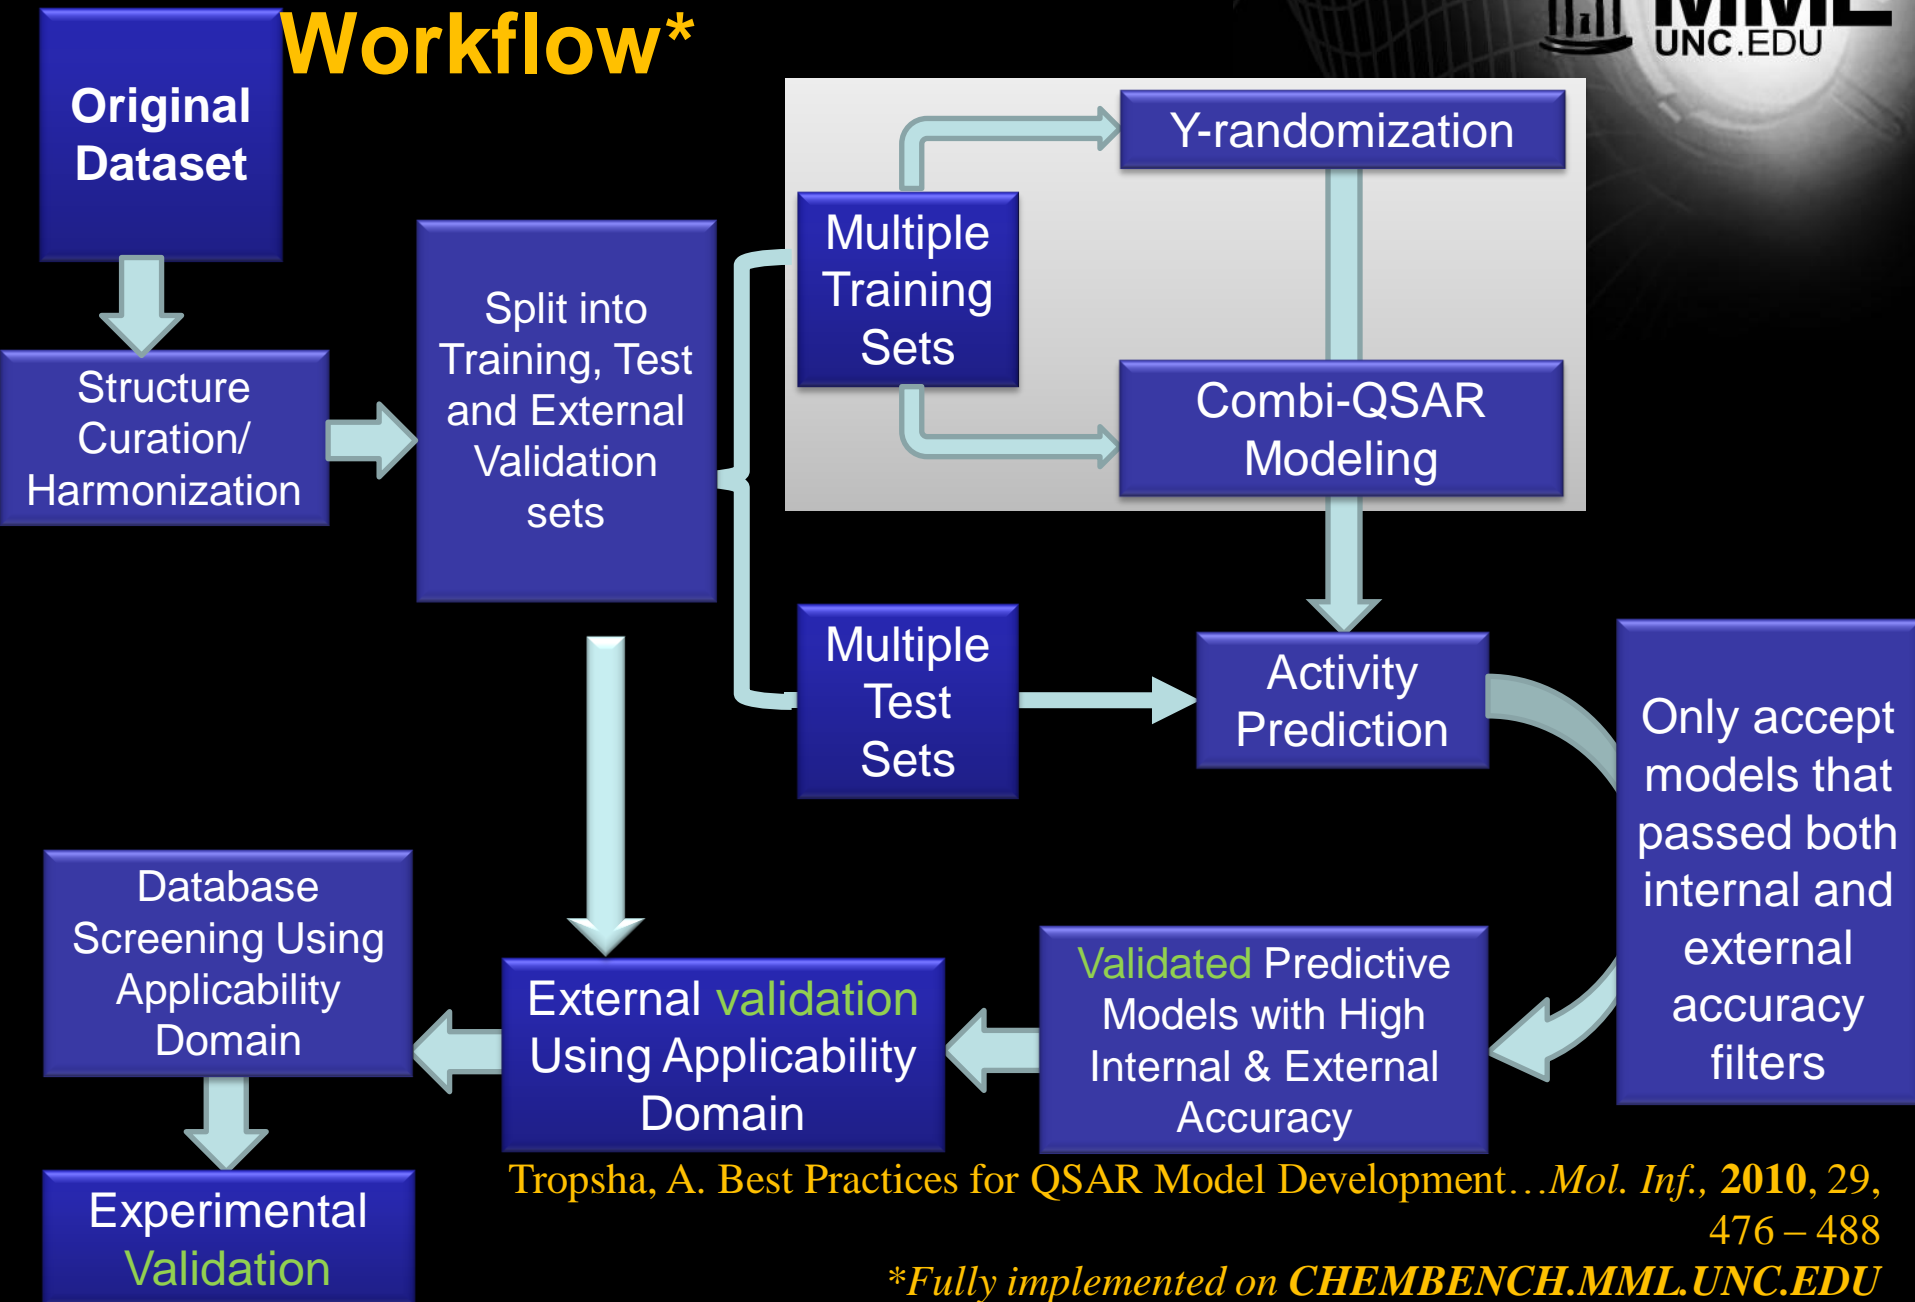 Workflow*
MML
UNC.EDU
Original
Dataset
Structure
Curation/
Harmonization
Split into
Training, Test
and External
Validation
sets
Multiple
Training
Sets
Y-randomization
Combi-QSAR
Modeling
Multiple
Test
Sets
Activity
Prediction
Only accept
models that
passed both
internal and
external
accuracy
filters
Validated Predictive
Models with High
Internal & External
Accuracy
External validation
Using Applicability
Domain
Database
Screening Using
Applicability
Domain
Experimental
Validation
Tropsha, A. Best Practices for QSAR Model Development…Mol. Inf., 2010, 29,
476 – 488
*Fully implemented on CHEMBENCH.MML.UNC.EDU